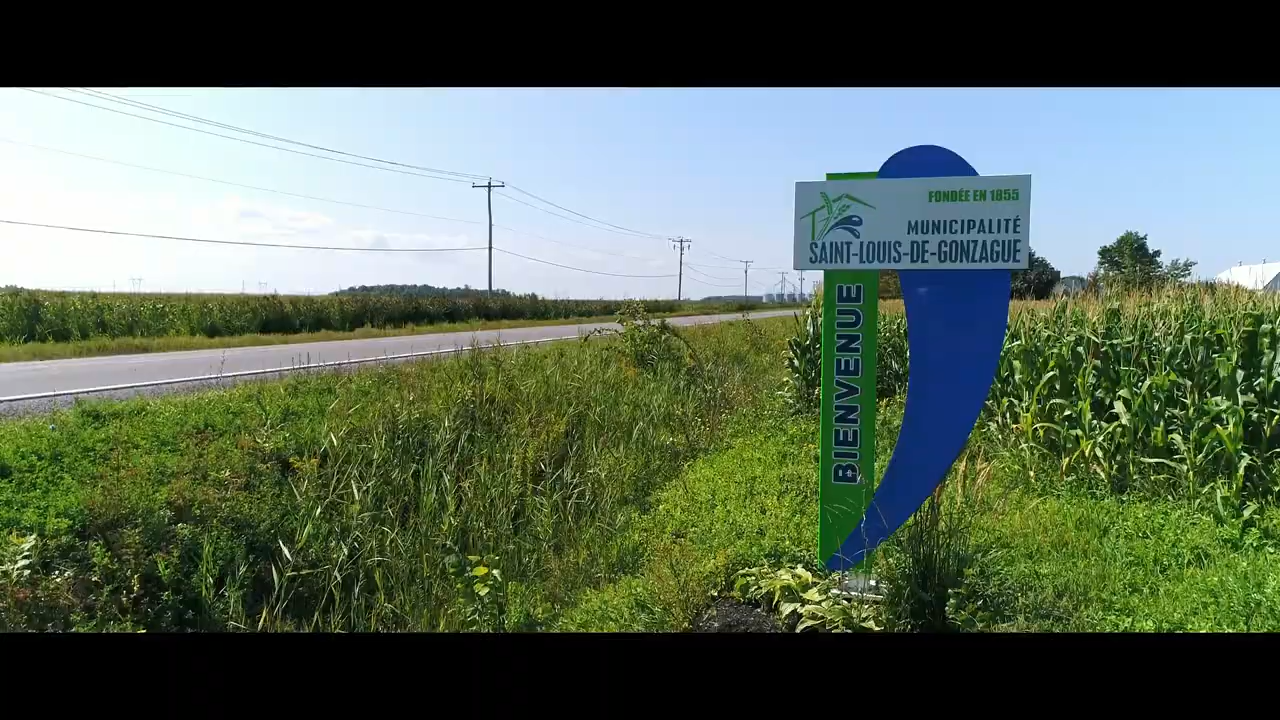 FONDÉE EN 1855
MUNICIPALITÉ
SAINT-LOUIS-DE-GONZAGUE
BIENVENUE